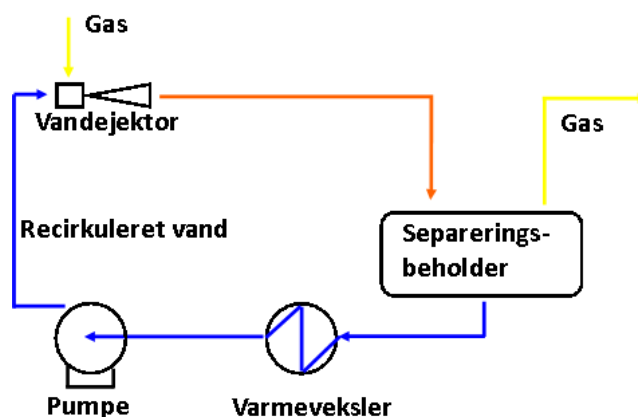 Gas
Vandejektor
Gas
Recirkuleret vand
Separerings-
beholder
Pumpe
Varmeveksler